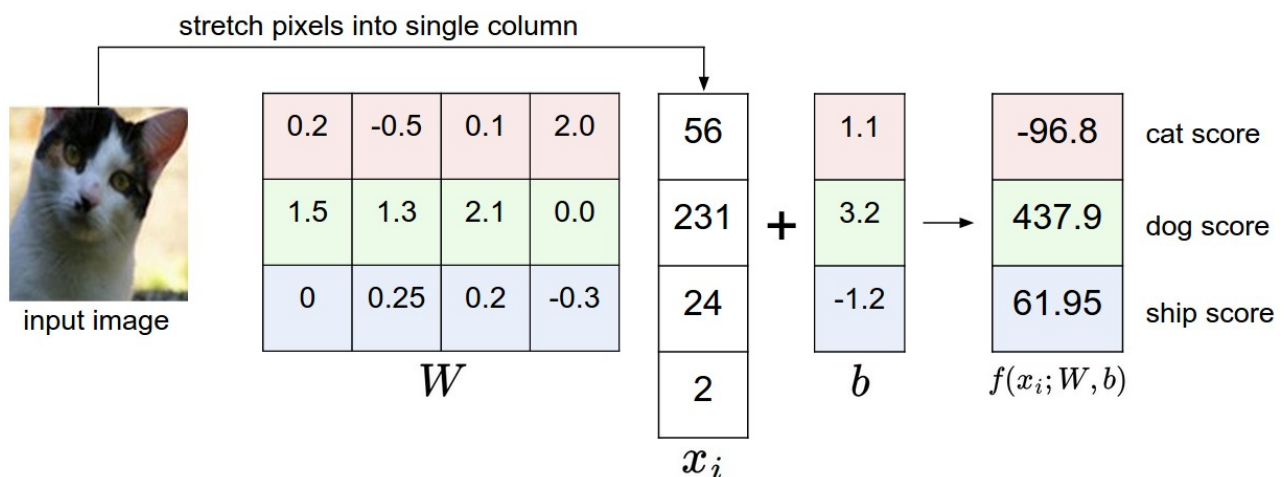 stretch pixels into single column
0.2 -0.5 0.1 2.0 56 1.1 -96.8 cat score
1.5 1.3 2.1 0.0 231 + 3.2 437.9 dog score
0 0.25 0.2 -0.3 24 -1.2 61.95 ship score
input image
W 2 b f(x_i; W, b)
x_i